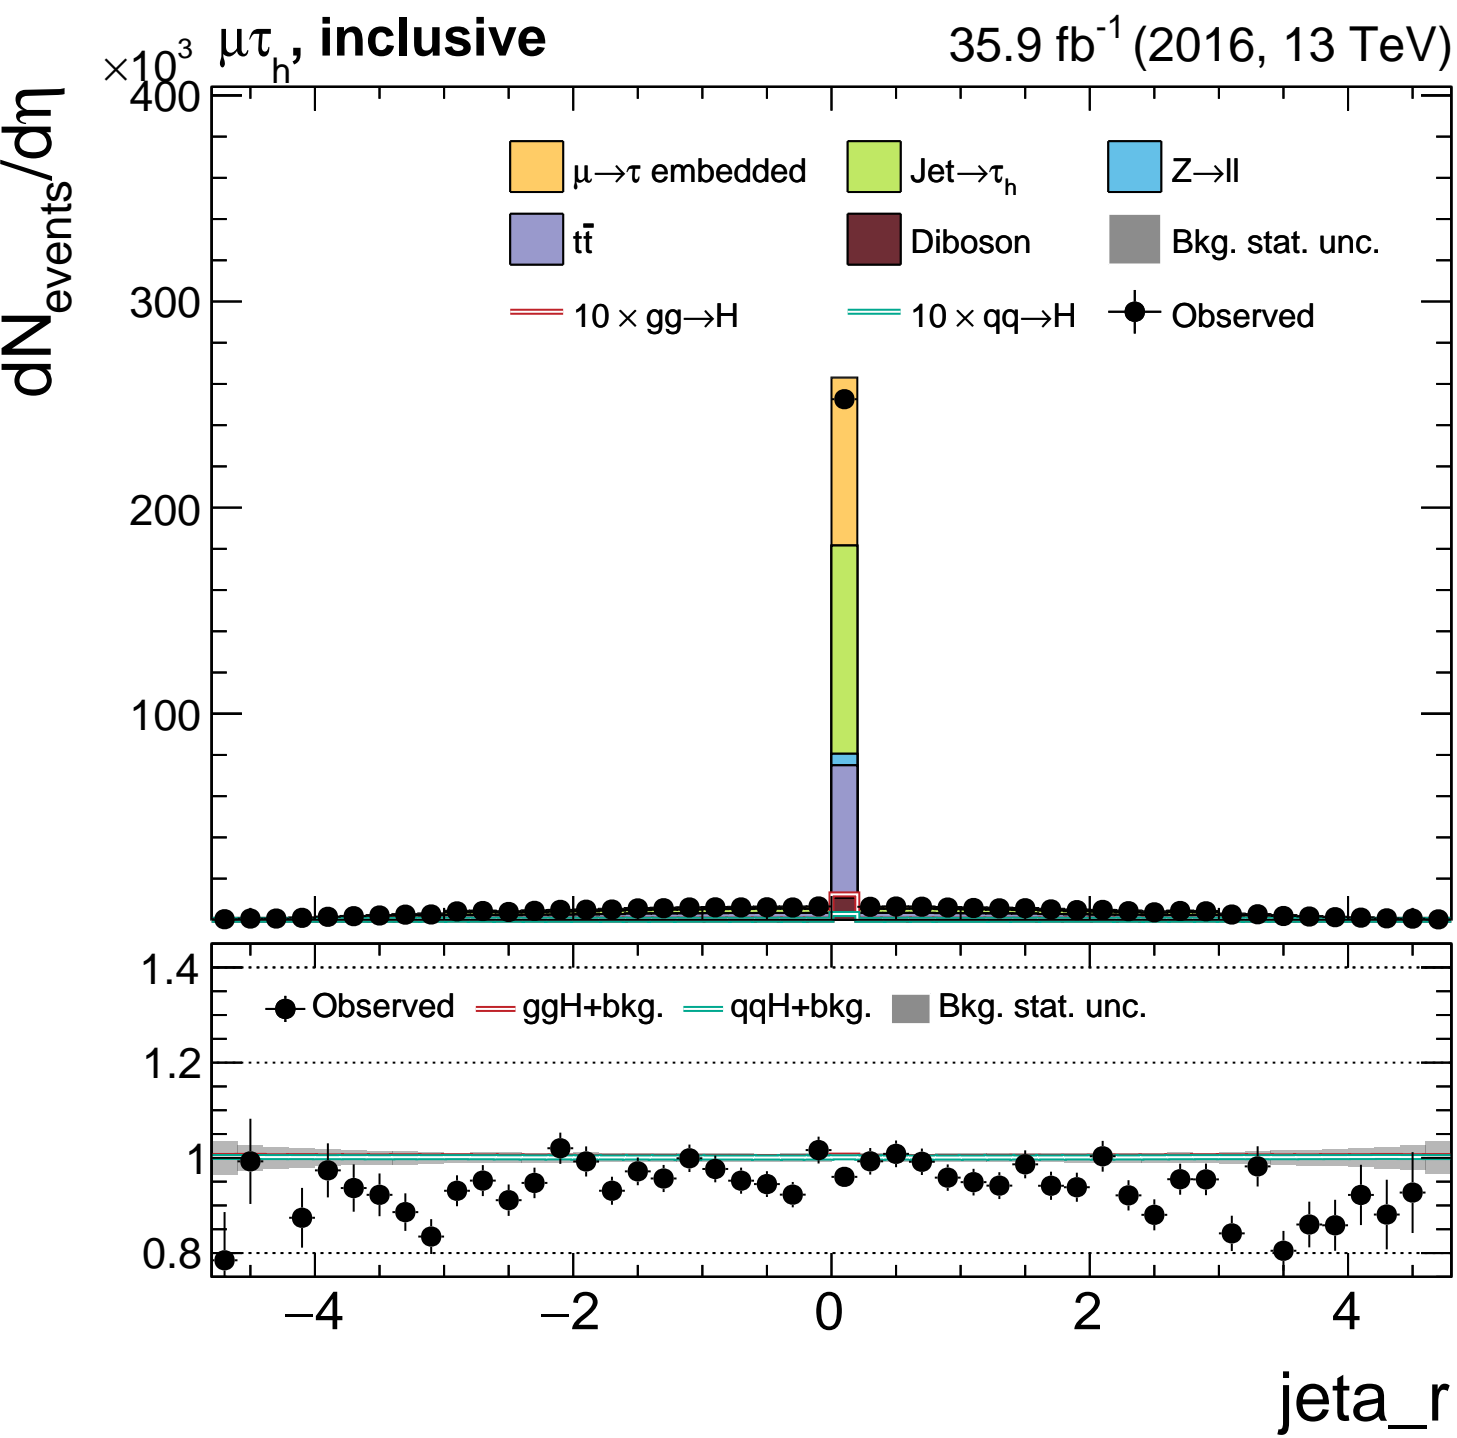 ×10³ μτₕ, inclusive 35.9 fb⁻¹ (2016, 13 TeV)
dN_events/dη
400
300
200
100
μ→τ embedded Jet→τₕ Z→ll
tt̄ Diboson Bkg. stat. unc.
10 × gg→H 10 × qq→H Observed
1.4
1.2
1
0.8
Observed ggH+bkg. qqH+bkg. Bkg. stat. unc.
−4 −2 0 2 4
jeta_r